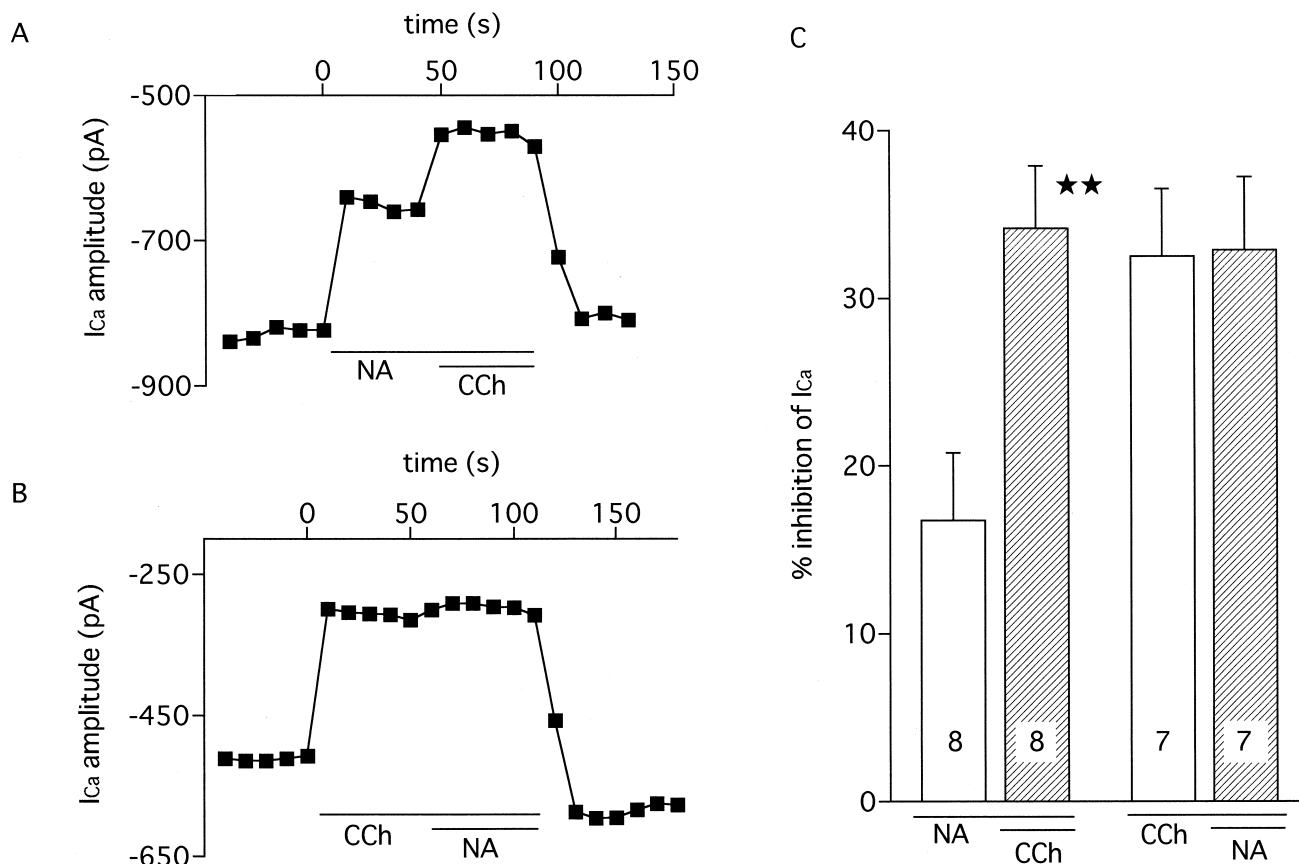 A
time (s)
0 50 100 150
-500
-700
-900
ICa amplitude (pA)
NA
CCh
B
time (s)
0 50 100 150
-250
-450
-650
ICa amplitude (pA)
CCh
NA
C
40
30
20
10
0
% inhibition of ICa
★★
8 8 7 7
NA CCh
CCh NA